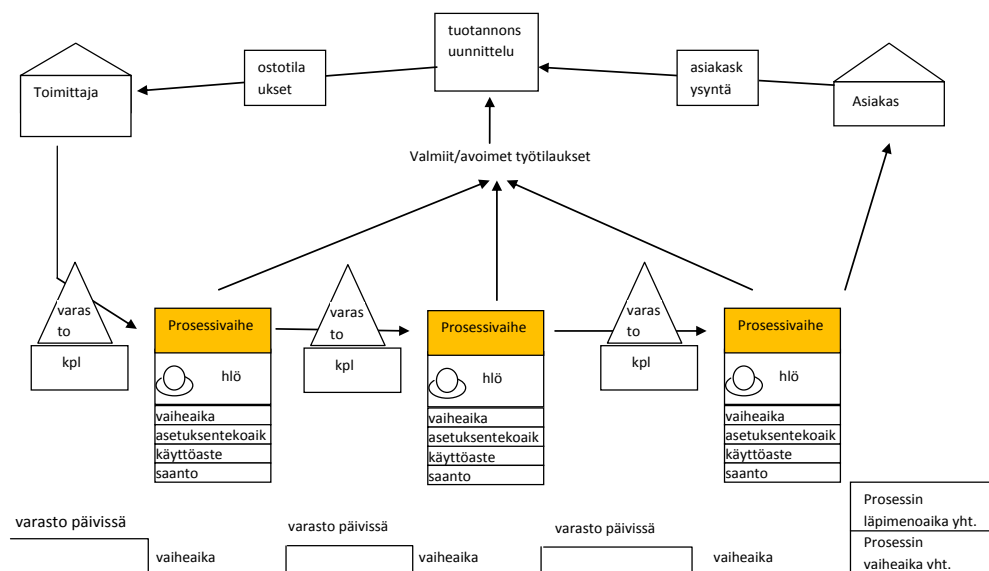 tuotannons
uunnittelu
ostotila
ukset
asiakask
ysyntä
Toimittaja
Asiakas
Valmiit/avoimet työtilaukset
varas
to
kpl
Prosessivaihe
hlö
vaiheaika
asetuksentekoaik
käyttöaste
saanto
varas
to
kpl
Prosessivaihe
hlö
vaiheaika
asetuksentekoaik
käyttöaste
saanto
varas
to
kpl
Prosessivaihe
hlö
vaiheaika
asetuksentekoaik
käyttöaste
saanto
varasto päivissä
vaiheaika
varasto päivissä
vaiheaika
varasto päivissä
vaiheaika
Prosessin
läpimenoaika yht.
Prosessin
vaiheaika yht.